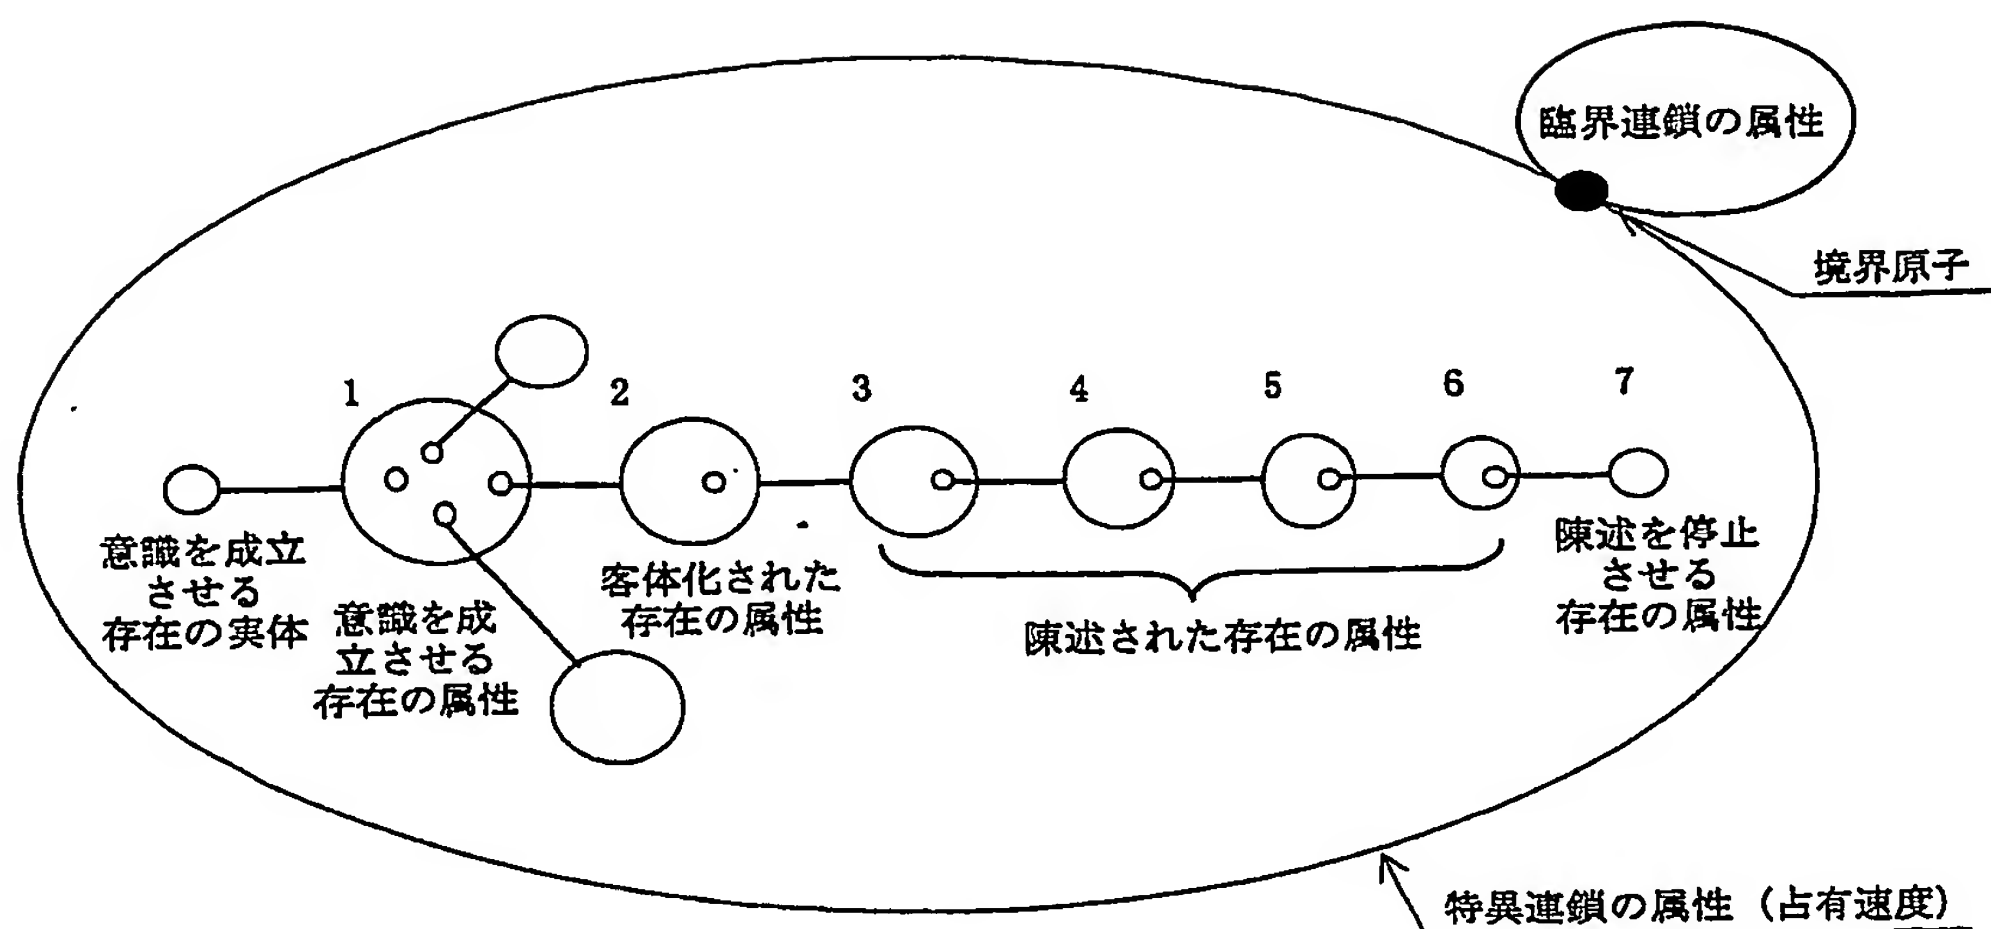 臨界連鎖の属性
境界原子
1
2
3
4
5
6
7
意識を成立
させる
存在の実体
意識を成
立させる
存在の属性
客体化された
存在の属性
陳述された存在の属性
陳述を停止
させる
存在の属性
特異連鎖の属性（占有速度）